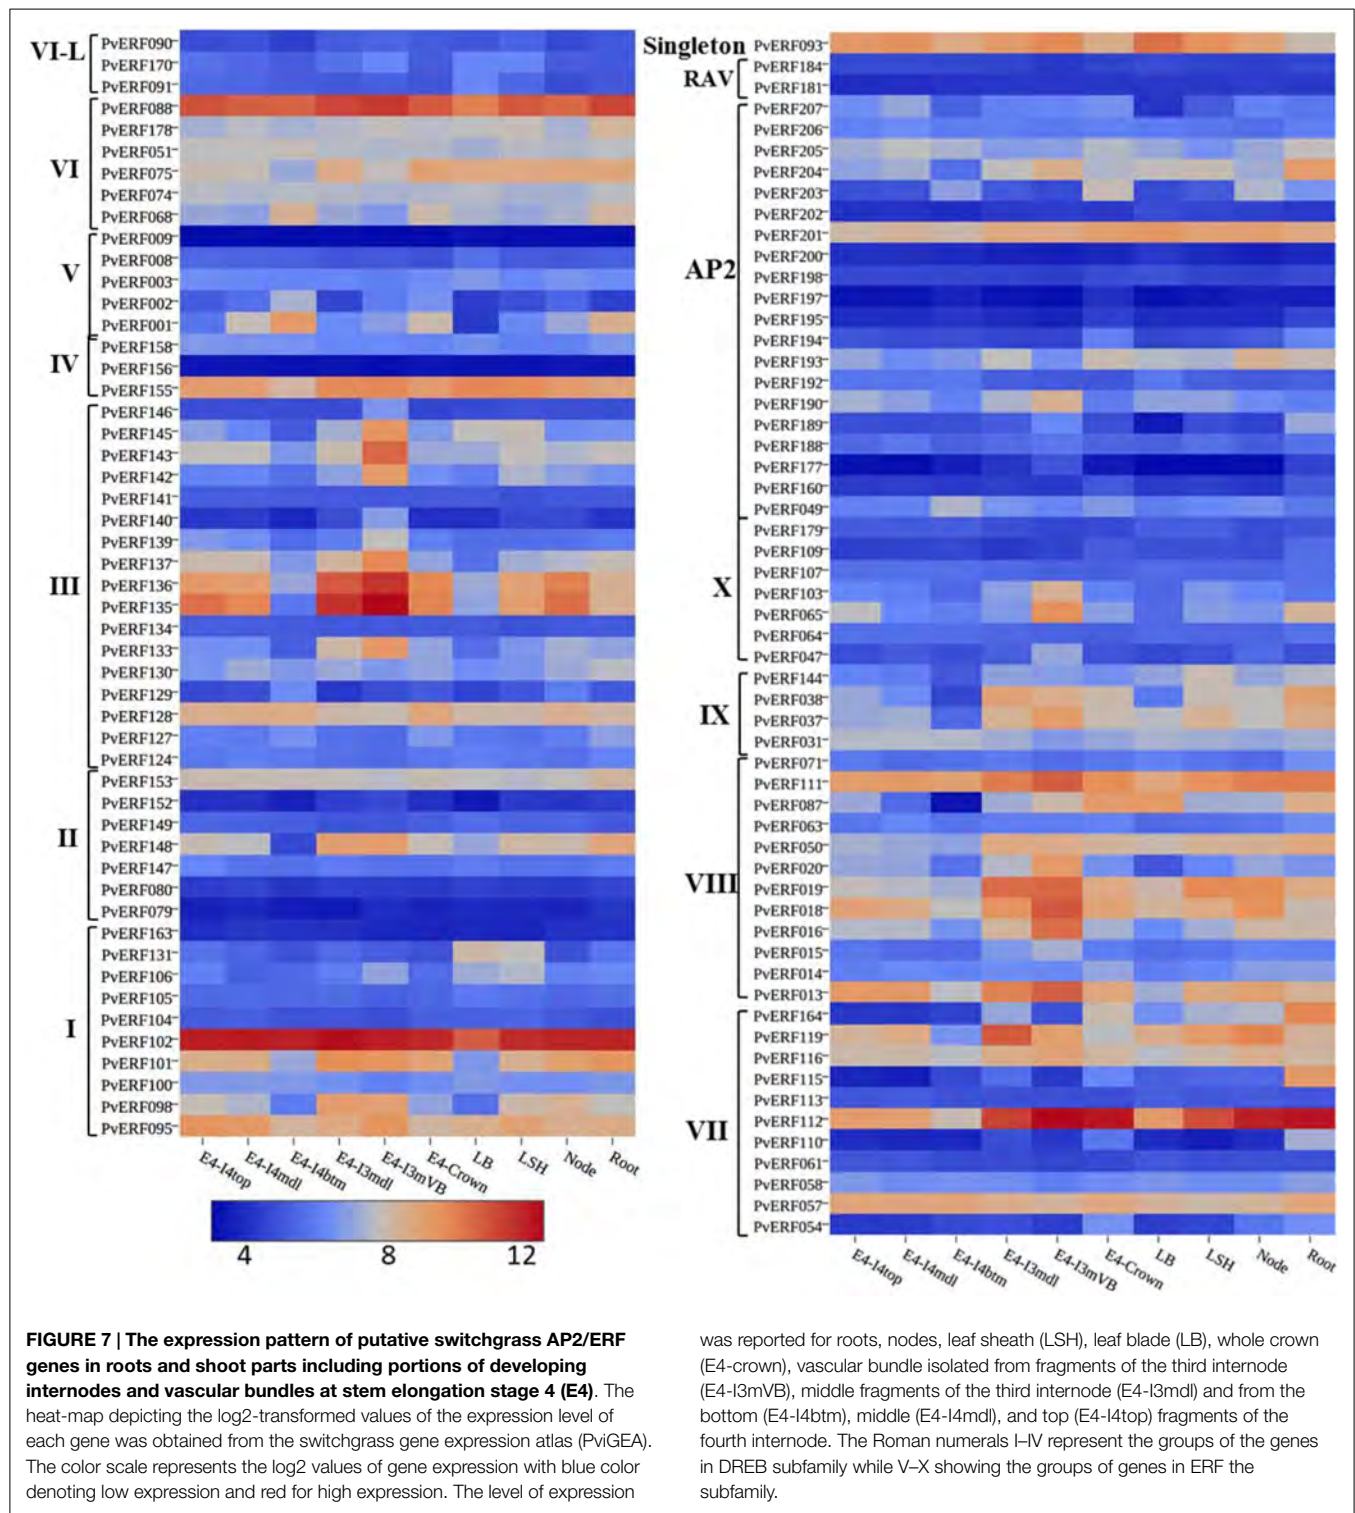 VI-L
PvERF090
PvERF170
PvERF091
VI
PvERF088
PvERF178
PvERF051
PvERF075
PvERF074
PvERF068
V
PvERF009
PvERF008
PvERF003
PvERF002
PvERF001
IV
PvERF158
PvERF156
PvERF155
III
PvERF146
PvERF145
PvERF143
PvERF142
PvERF141
PvERF140
PvERF139
PvERF137
PvERF136
PvERF135
PvERF134
PvERF133
PvERF130
PvERF129
PvERF128
PvERF127
PvERF124
II
PvERF153
PvERF152
PvERF149
PvERF148
PvERF147
PvERF080
PvERF079
I
PvERF163
PvERF131
PvERF106
PvERF105
PvERF104
PvERF102
PvERF101
PvERF100
PvERF098
PvERF095
E4-I4top
E4-I4mdl
E4-I4btm
E4-I3mdl
E4-I3mVB
E4-Crown
LB
LSH
Node
Root
4 8 12
Singleton
PvERF093
RAV
PvERF184
PvERF181
AP2
PvERF207
PvERF206
PvERF205
PvERF204
PvERF203
PvERF202
PvERF201
PvERF200
PvERF198
PvERF197
PvERF195
PvERF194
PvERF193
PvERF192
PvERF190
PvERF189
PvERF188
PvERF177
PvERF160
PvERF049
X
PvERF179
PvERF109
PvERF107
PvERF103
PvERF065
PvERF064
PvERF047
IX
PvERF144
PvERF038
PvERF037
PvERF031
VIII
PvERF071
PvERF111
PvERF087
PvERF063
PvERF050
PvERF020
PvERF019
PvERF018
PvERF016
PvERF015
PvERF014
PvERF013
VII
PvERF164
PvERF119
PvERF116
PvERF115
PvERF113
PvERF112
PvERF110
PvERF061
PvERF058
PvERF057
PvERF054
E4-I4top
E4-I4mdl
E4-I4btm
E4-I3mdl
E4-I3mVB
E4-Crown
LB
LSH
Node
Root
FIGURE 7 | The expression pattern of putative switchgrass AP2/ERF
genes in roots and shoot parts including portions of developing
internodes and vascular bundles at stem elongation stage 4 (E4). The
heat-map depicting the log2-transformed values of the expression level of
each gene was obtained from the switchgrass gene expression atlas (PviGEA).
The color scale represents the log2 values of gene expression with blue color
denoting low expression and red for high expression. The level of expression
was reported for roots, nodes, leaf sheath (LSH), leaf blade (LB), whole crown
(E4-crown), vascular bundle isolated from fragments of the third internode
(E4-I3mVB), middle fragments of the third internode (E4-I3mdl) and from the
bottom (E4-I4btm), middle (E4-I4mdl), and top (E4-I4top) fragments of the
fourth internode. The Roman numerals I–IV represent the groups of the genes
in DREB subfamily while V–X showing the groups of genes in ERF the
subfamily.